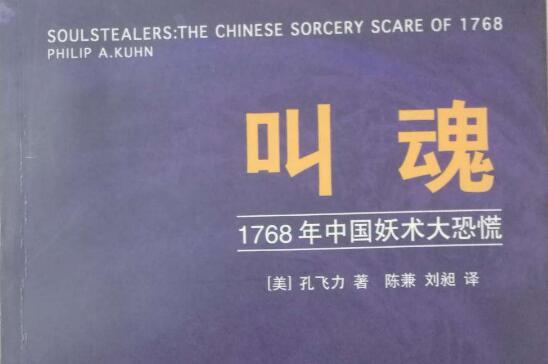 SOULSTEALERS:THE CHINESE SORCERY SCARE OF 1768
PHILIP A.KUHN
叫魂
1768年中国妖术大恐慌
[美] 孔飞力 著 陈兼 刘昶 译